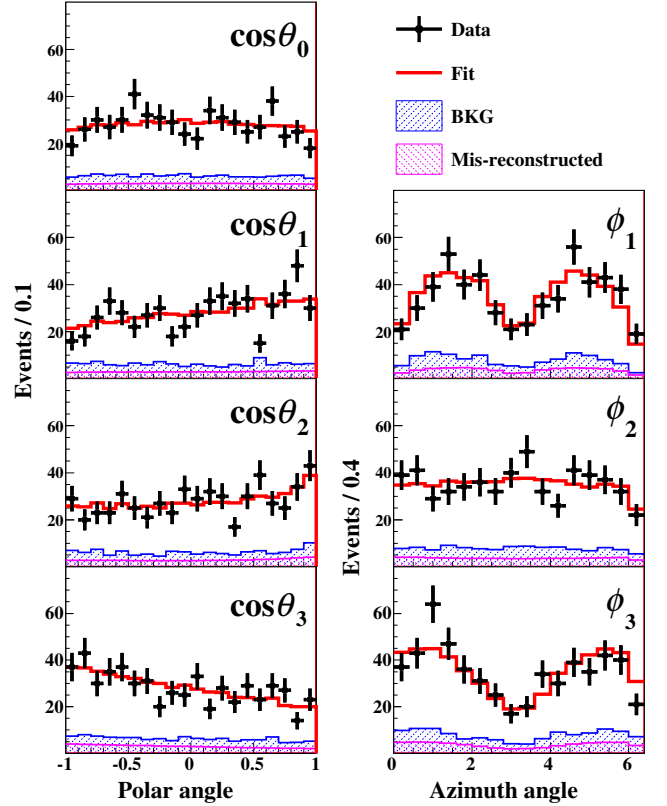 cosθ0
80
60
40
20
Data
Fit
BKG
Mis-reconstructed
cosθ1
60
40
20
ϕ1
60
40
20
Events / 0.1
cosθ2
60
40
20
ϕ2
60
40
20
Events / 0.4
cosθ3
60
40
20
ϕ3
60
40
20
-1 -0.5 0 0.5 1
0 2 4 6
Polar angle
Azimuth angle